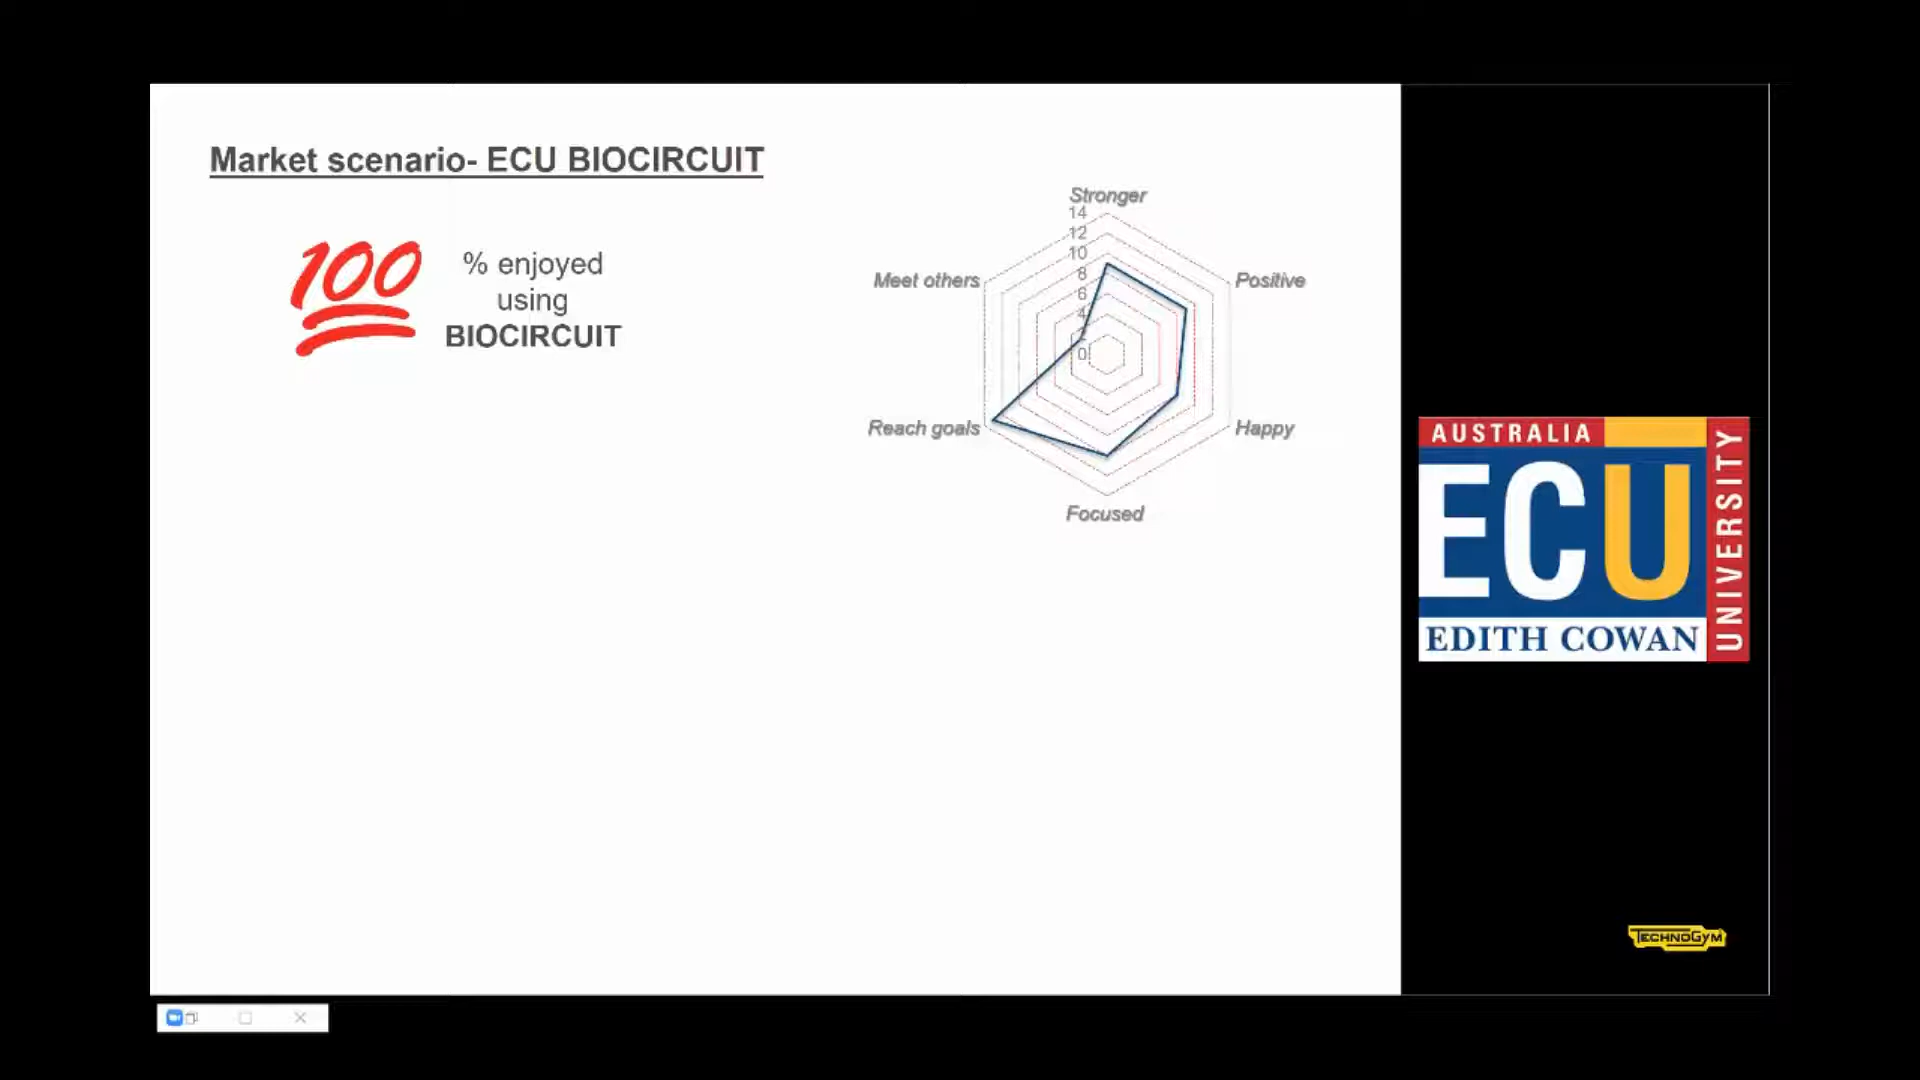 Market scenario- ECU BIOCIRCUIT
100
% enjoyed
using
BIOCIRCUIT
Stronger
14
12
10
8
6
4
0
Meet others
Positive
Reach goals
Happy
Focused
AUSTRALIA
ECU
EDITH COWAN
UNIVERSITY
TECHNOGYM